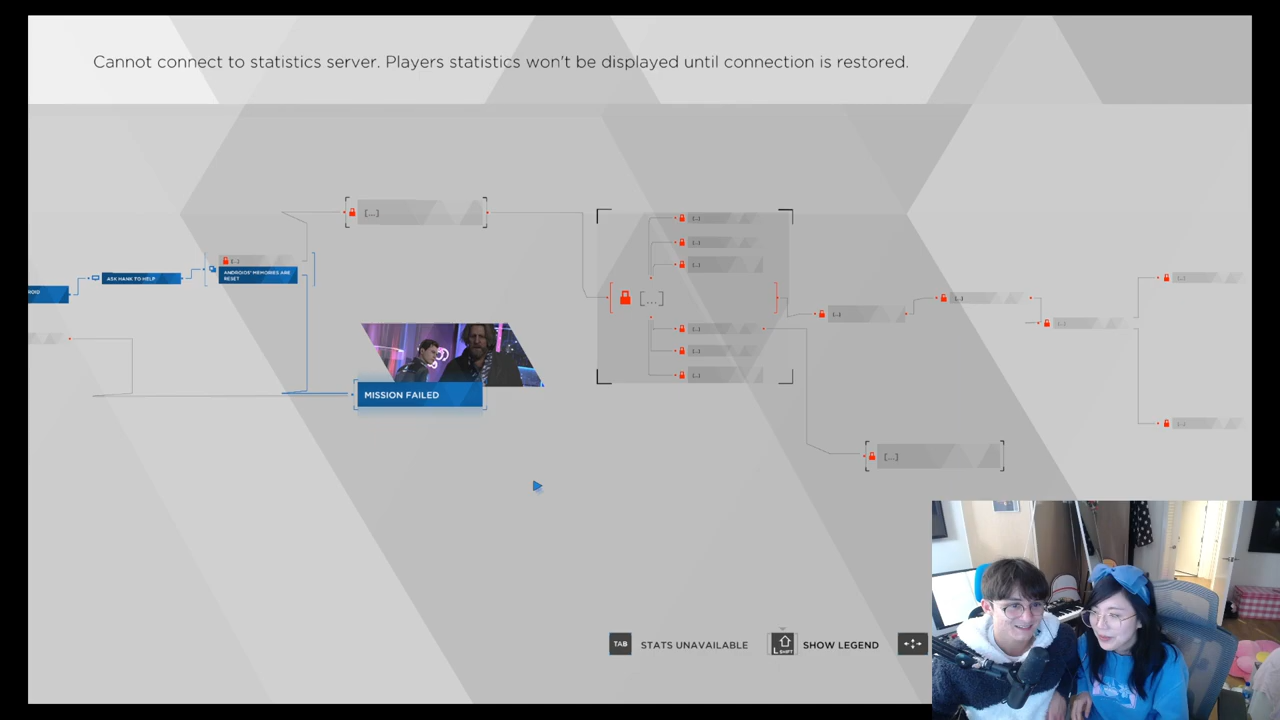 Cannot connect to statistics server. Players statistics won't be displayed until connection is restored.
[...]
[...]
[...]
ANDROIDS' MEMORIES ARE
RESET
ASK HANK TO HELP
[...]
[...]
[...]
[...]
[...]
[...]
[...]
[...]
[...]
[...]
[...]
MISSION FAILED
[...]
[...]
TAB
STATS UNAVAILABLE
L SHIFT
SHOW LEGEND